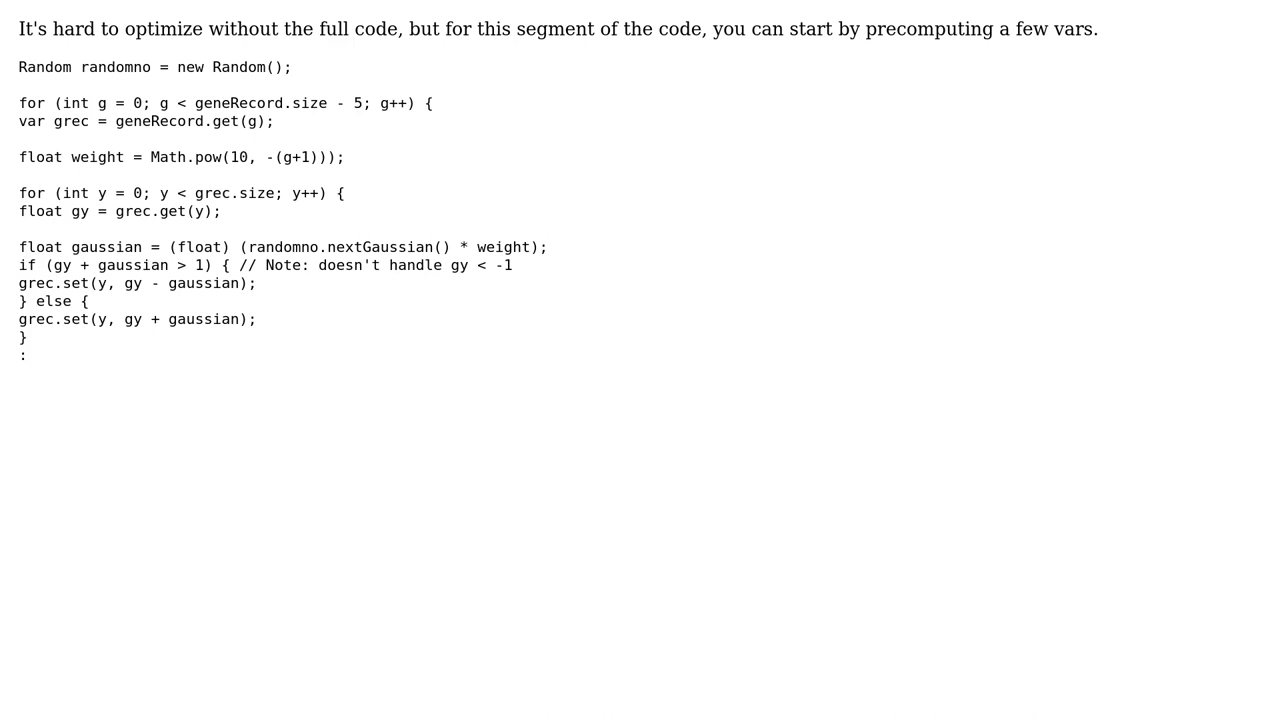 It's hard to optimize without the full code, but for this segment of the code, you can start by precomputing a few vars.
Random randomno = new Random();
for (int g = 0; g < geneRecord.size - 5; g++) {
var grec = geneRecord.get(g);
float weight = Math.pow(10, -(g+1)));
for (int y = 0; y < grec.size; y++) {
float gy = grec.get(y);
float gaussian = (float) (randomno.nextGaussian() * weight);
if (gy + gaussian > 1) { // Note: doesn't handle gy < -1
grec.set(y, gy - gaussian);
} else {
grec.set(y, gy + gaussian);
}
: